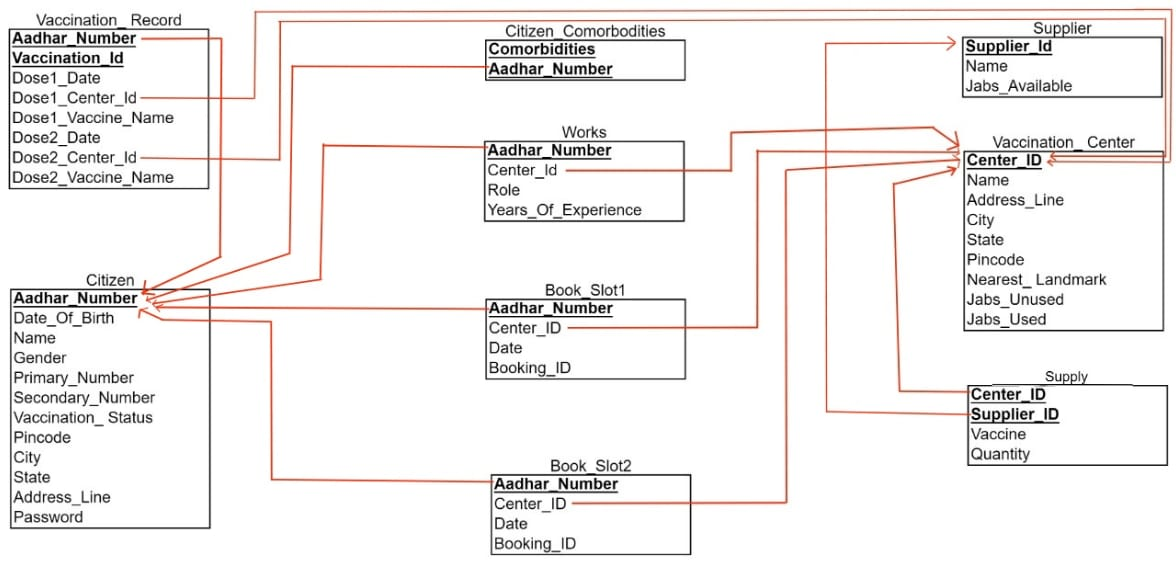 Vaccination_ Record
Aadhar_Number
Vaccination_Id
Dose1_Date
Dose1_Center_Id
Dose1_Vaccine_Name
Dose2_Date
Dose2_Center_Id
Dose2_Vaccine_Name
Citizen_Comorbodities
Comorbidities
Aadhar_Number
Supplier
Supplier_Id
Name
Jabs_Available
Works
Aadhar_Number
Center_Id
Role
Years_Of_Experience
Vaccination_ Center
Center_ID
Name
Address_Line
City
State
Pincode
Nearest_ Landmark
Jabs_Unused
Jabs_Used
Citizen
Aadhar_Number
Date_Of_Birth
Name
Gender
Primary_Number
Secondary_Number
Vaccination_ Status
Pincode
City
State
Address_Line
Password
Book_Slot1
Aadhar_Number
Center_ID
Date
Booking_ID
Supply
Center_ID
Supplier_ID
Vaccine
Quantity
Book_Slot2
Aadhar_Number
Center_ID
Date
Booking_ID